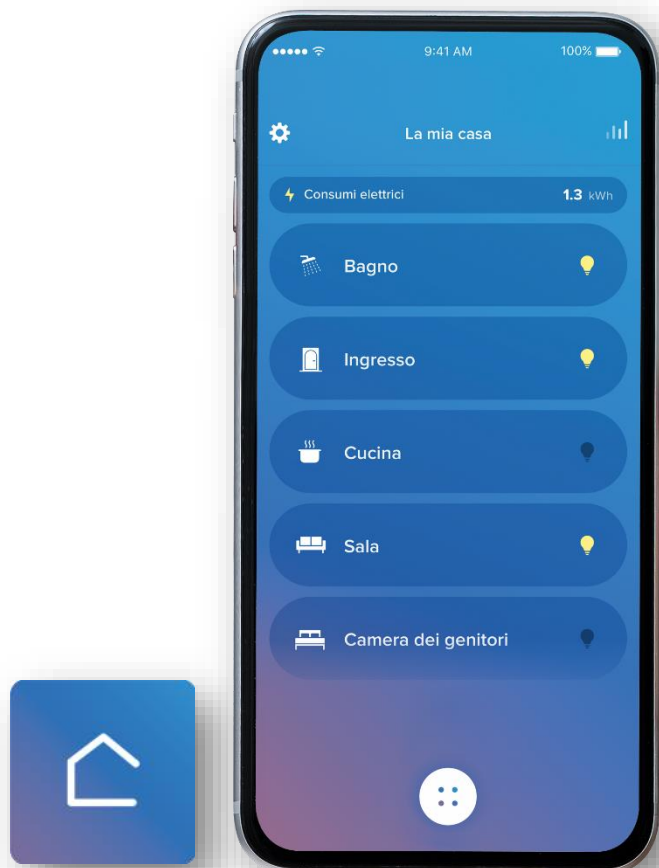 9:41 AM
100%
La mia casa
Consumi elettrici 1.3 kWh
Bagno
Ingresso
Cucina
Sala
Camera dei genitori